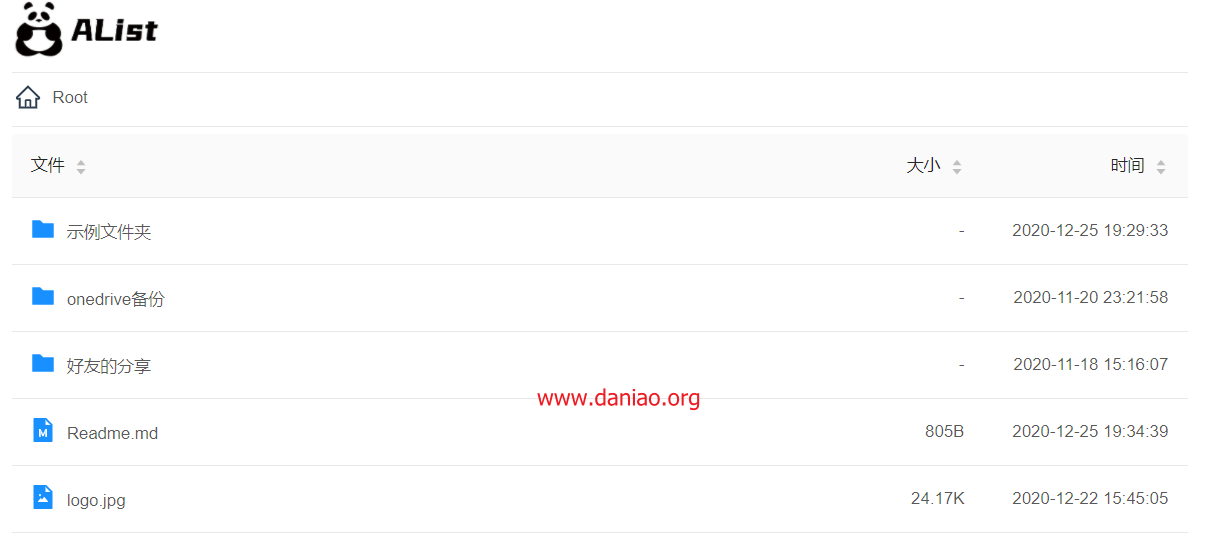 AList
Root
文件 大小 时间
示例文件夹 - 2020-12-25 19:29:33
onedrive备份 - 2020-11-20 23:21:58
好友的分享 - 2020-11-18 15:16:07
www.daniao.org
Readme.md 805B 2020-12-25 19:34:39
logo.jpg 24.17K 2020-12-22 15:45:05